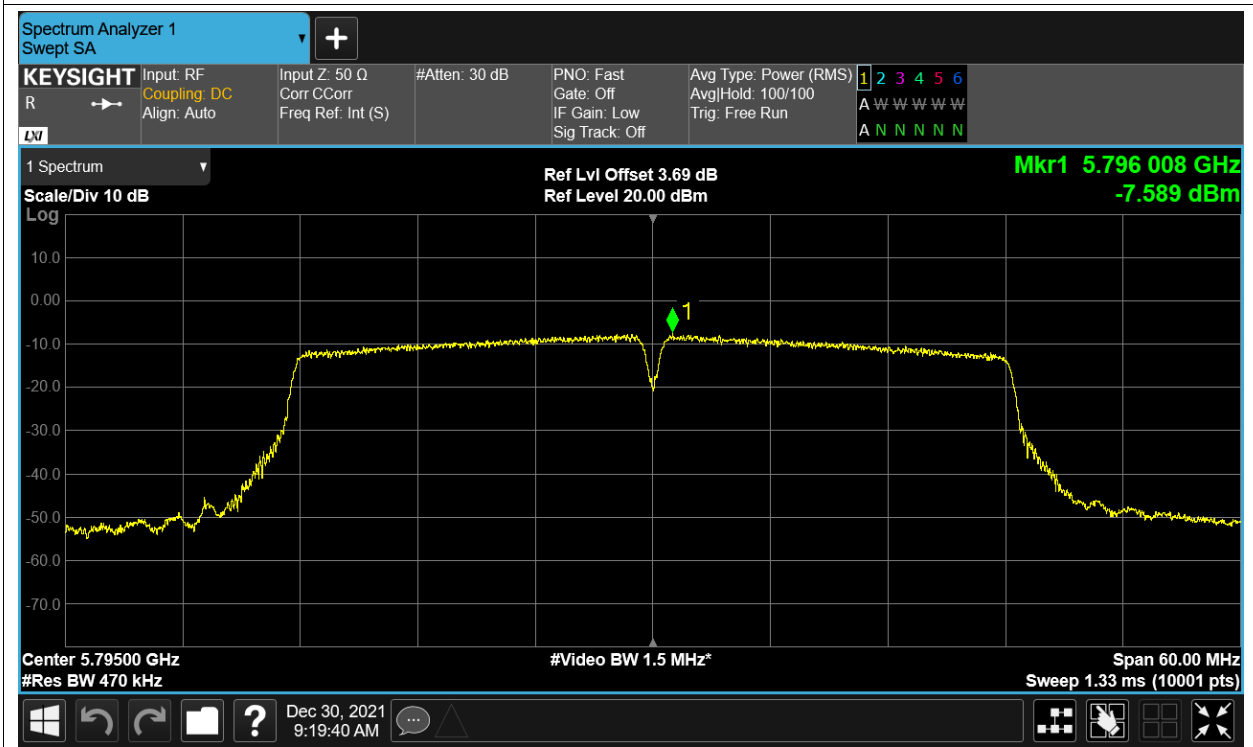 Spectrum Analyzer 1
Swept SA
KEYSIGHT
R
LXI
Input: RF
Coupling: DC
Align: Auto
Input Z: 50 Ω
Corr CCorr
Freq Ref: Int (S)
#Atten: 30 dB
PNO: Fast
Gate: Off
IF Gain: Low
Sig Track: Off
Avg Type: Power (RMS)
Avg|Hold: 100/100
Trig: Free Run
1 2 3 4 5 6
A W W W W W
A N N N N N
1 Spectrum
Scale/Div 10 dB
Log
Ref Lvl Offset 3.69 dB
Ref Level 20.00 dBm
Mkr1 5.796 008 GHz
-7.589 dBm
1
10.0
0.00
-10.0
-20.0
-30.0
-40.0
-50.0
-60.0
-70.0
Center 5.79500 GHz
#Res BW 470 kHz
#Video BW 1.5 MHz*
Span 60.00 MHz
Sweep 1.33 ms (10001 pts)
?
Dec 30, 2021
9:19:40 AM